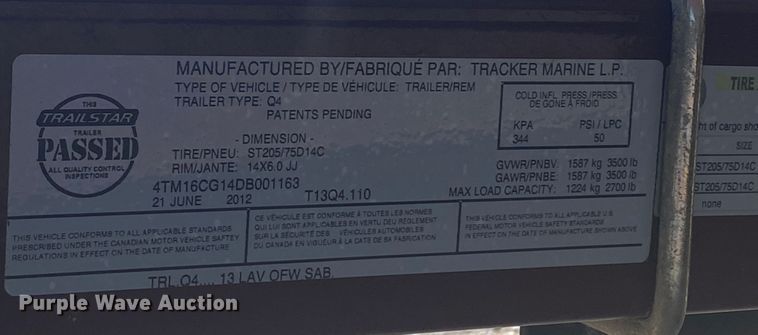 MANUFACTURED BY/FABRIQUÉ PAR: TRACKER MARINE L.P.
TYPE OF VEHICLE / TYPE DE VÉHICULE: TRAILER/REM
TRAILER TYPE: Q4
PATENTS PENDING
THIS
TRAILSTAR
TRAILER
PASSED
ALL QUALITY CONTROL
INSPECTIONS
COLD INFL. PRESS./PRESS
DE GONE À FROID
KPA PSI / LPC
344 50
- DIMENSION -
TIRE/PNEU: ST205/75D14C
RIM/JANTE: 14X6.0 JJ
GVWR/PNBV: 1587 kg 3500 lb
GAWR/PNBE: 1587 kg 3500 lb
MAX LOAD CAPACITY: 1224 kg 2700 lb
4TM16CG14DB001163
21 JUNE 2012 T13Q4.110
THIS VEHICLE CONFORMS TO ALL APPLICABLE STANDARDS
PRESCRIBED UNDER THE CANADIAN MOTOR VEHICLE SAFTEY
REGULATIONS IN EFFECT ON THE DATE OF MANUFACTURE
CE VÉHICULE EST CONFORME À TOUTES LES NORMES
QUI LUI SONT APPLICABLES EN VERTU DEU RÈGLEMENT
SUR LA SÉCURITÉ DES VÉHICULES AUTOMOBILES
DU CANADA EN VIGUEUR À LA DATE DE SA FABRICATION
THIS VEHICLE CONFORMS TO ALL APPLICABLE U.S.
FEDERAL MOTOR VEHICLE SAFETY STANDARDS
IN EFFECT ON THE DATE OF MANUFACTURE SHOWN ABOVE
TRL,Q4.... 13,LAV OFW SAB,
TIRE
ht of cargo sho
SIZE
ST205/75D14C
ST205/75D14C
none
Purple Wave Auction